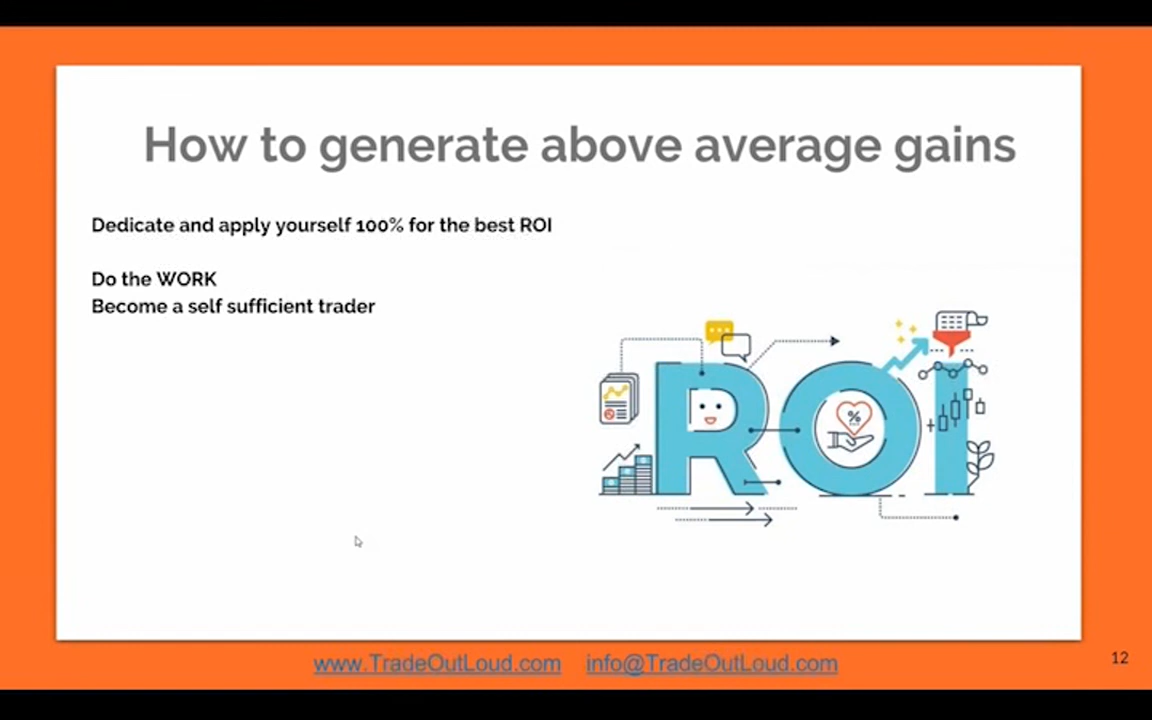 How to generate above average gains
Dedicate and apply yourself 100% for the best ROI
Do the WORK
Become a self sufficient trader
ROI
%
www.TradeOutLoud.com info@TradeOutLoud.com
12